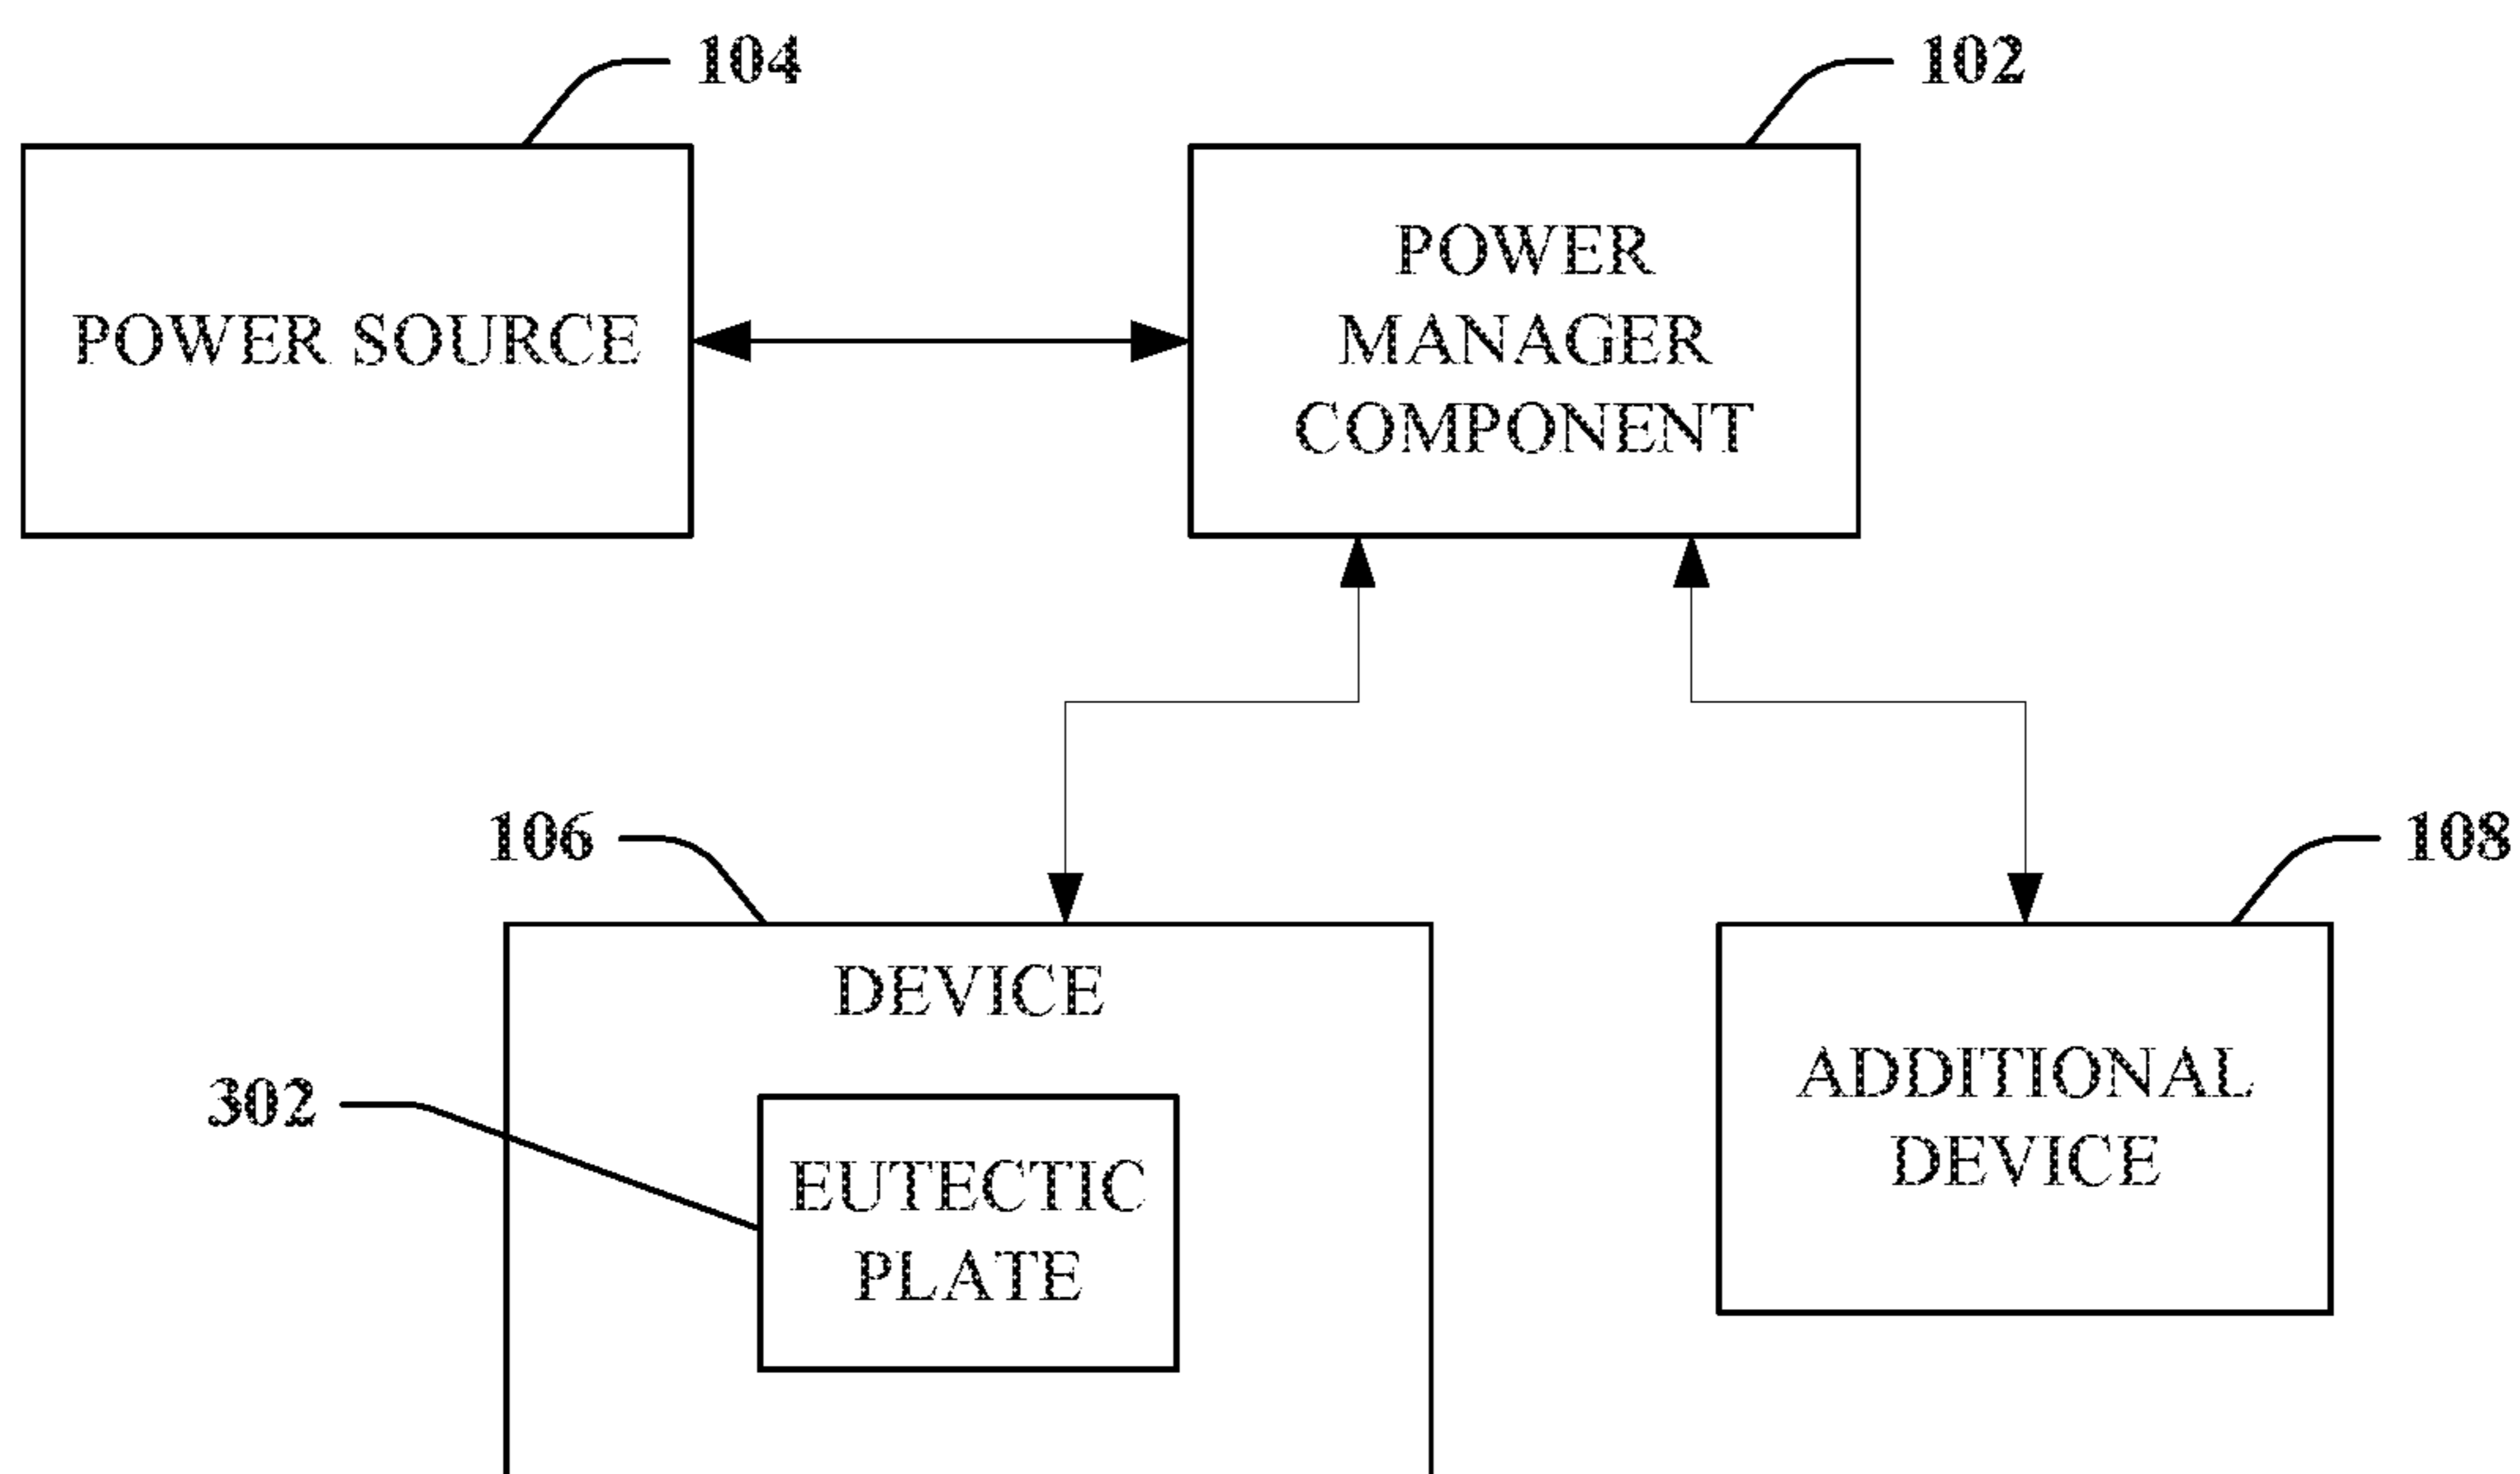 104
102
POWER SOURCE
POWER
MANAGER
COMPONENT
106
108
DEVICE
302
EUTECTIC
PLATE
ADDITIONAL
DEVICE